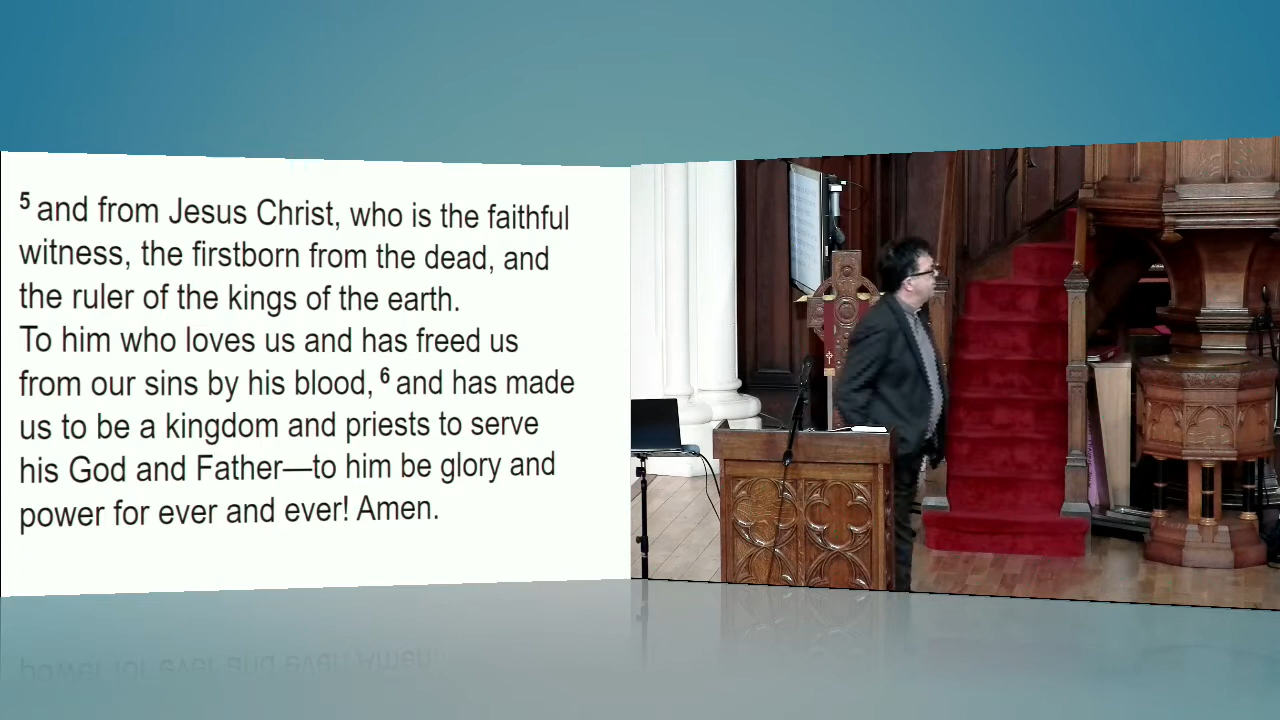 5 and from Jesus Christ, who is the faithful
witness, the firstborn from the dead, and
the ruler of the kings of the earth.
To him who loves us and has freed us
from our sins by his blood, 6 and has made
us to be a kingdom and priests to serve
his God and Father—to him be glory and
power for ever and ever! Amen.